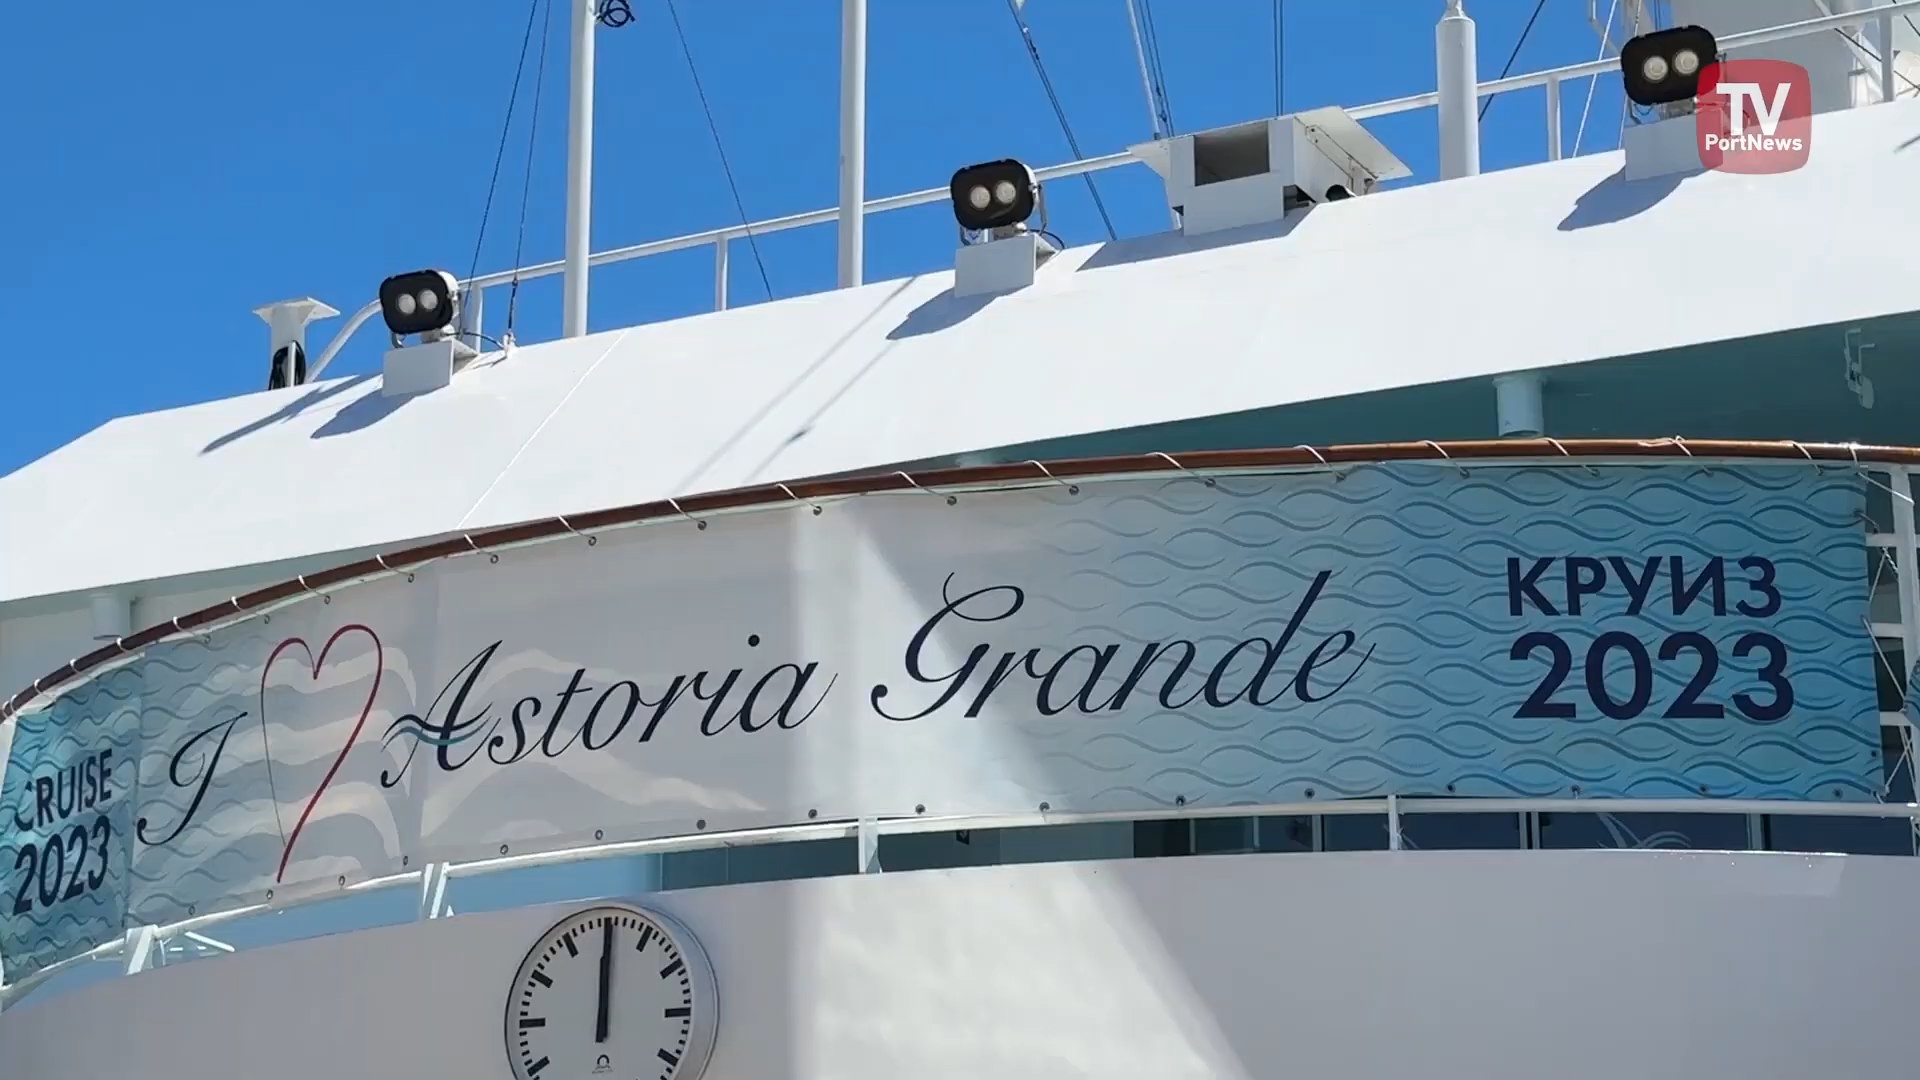 TV
PortNews
CRUISE
2023
I Astoria Grande
КРУИЗ
2023